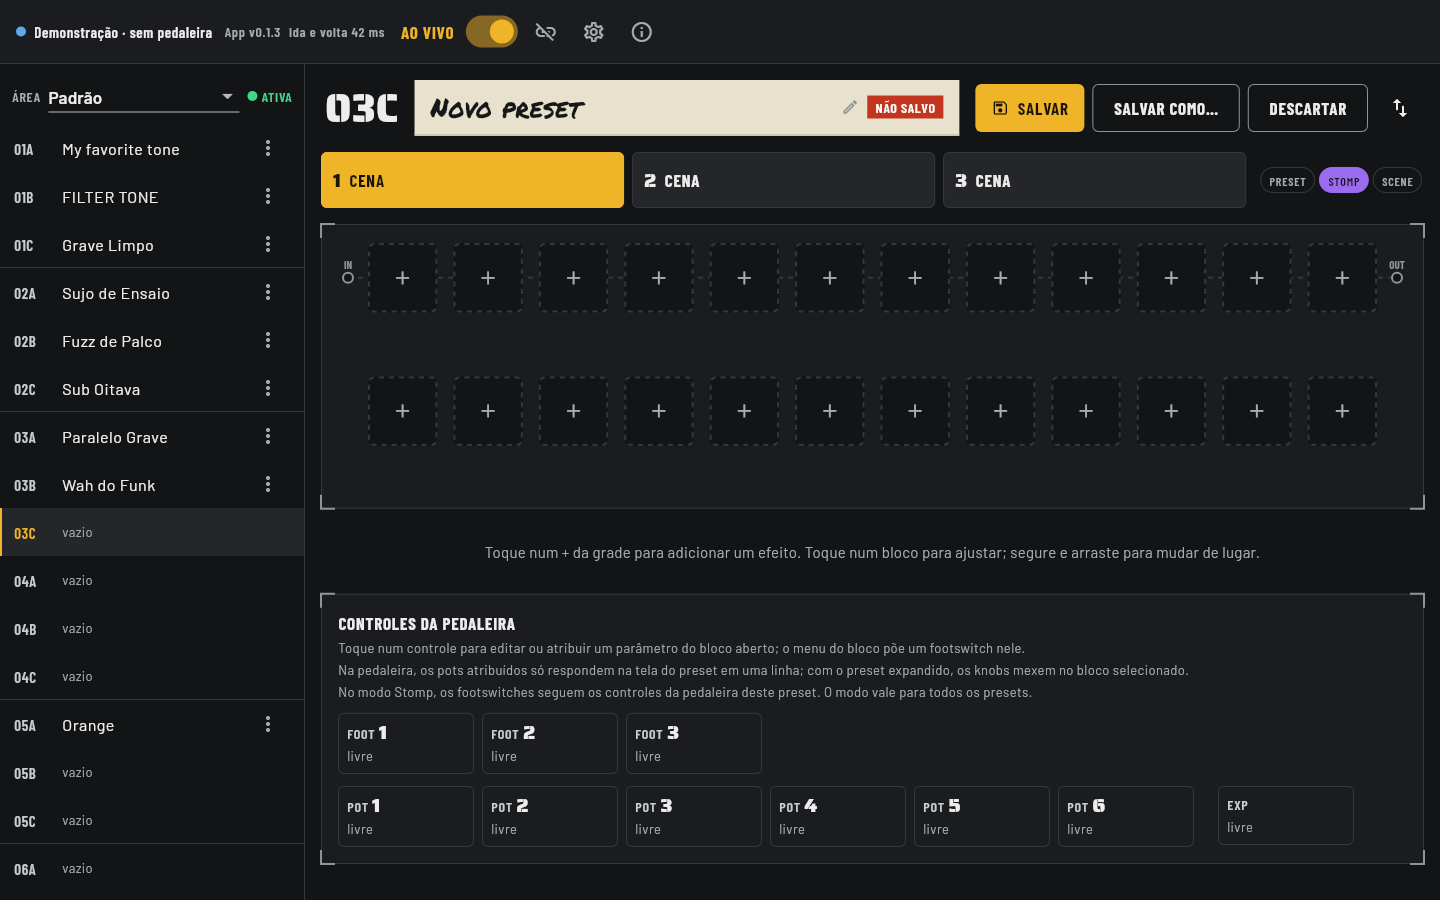 Demonstração · sem pedaleira App v0.1.3 Ida e volta 42 ms AO VIVO
ÁREA Padrão ATIVA
01A My favorite tone
01B FILTER TONE
01C Grave Limpo
02A Sujo de Ensaio
02B Fuzz de Palco
02C Sub Oitava
03A Paralelo Grave
03B Wah do Funk
03C vazio
04A vazio
04B vazio
04C vazio
05A Orange
05B vazio
05C vazio
06A vazio
03C Novo preset NÃO SALVO SALVAR SALVAR COMO... DESCARTAR
1 CENA 2 CENA 3 CENA PRESET STOMP SCENE
IN + + + + + + + + + + + + OUT
+ + + + + + + + + + + +
Toque num + da grade para adicionar um efeito. Toque num bloco para ajustar; segure e arraste para mudar de lugar.
CONTROLES DA PEDALEIRA
Toque num controle para editar ou atribuir um parâmetro do bloco aberto; o menu do bloco põe um footswitch nele.
Na pedaleira, os pots atribuídos só respondem na tela do preset em uma linha; com o preset expandido, os knobs mexem no bloco selecionado.
No modo Stomp, os footswitches seguem os controles da pedaleira deste preset. O modo vale para todos os presets.
FOOT 1 FOOT 2 FOOT 3
livre livre livre
POT 1 POT 2 POT 3 POT 4 POT 5 POT 6 EXP
livre livre livre livre livre livre livre